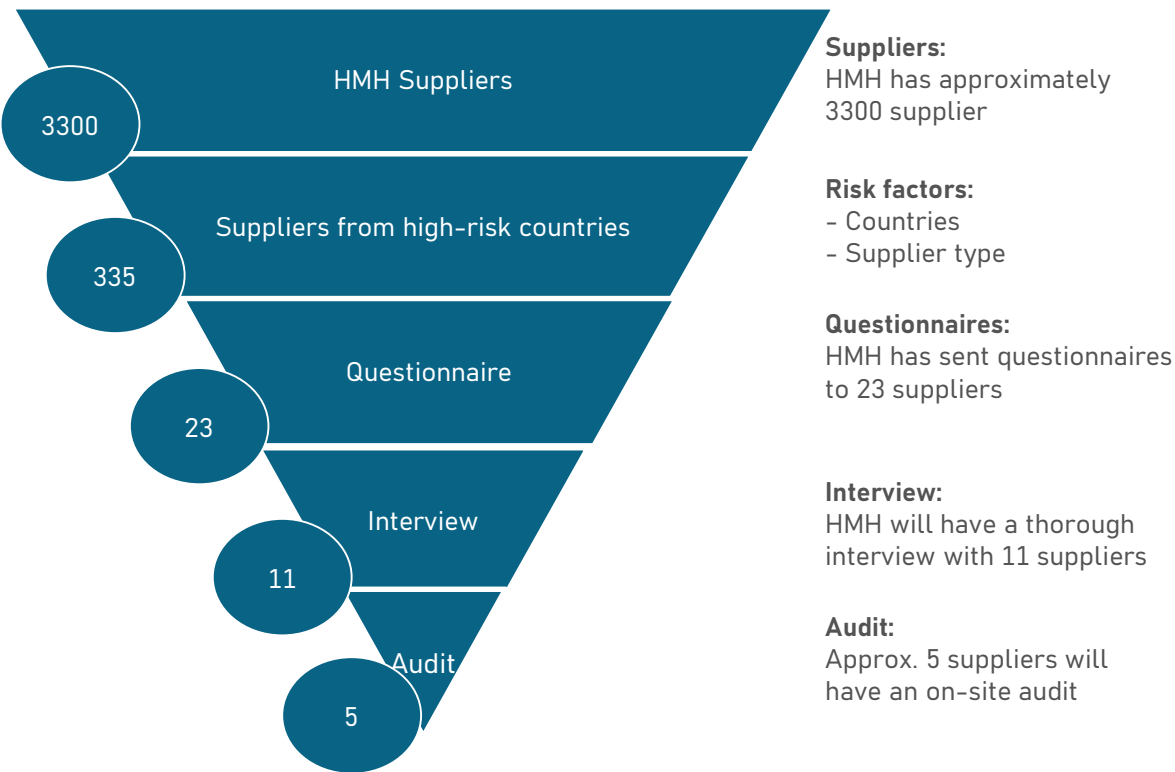 HMH Suppliers
3300
Suppliers from high-risk countries
335
Questionnaire
23
Interview
11
Audit
5
Suppliers:
HMH has approximately
3300 supplier
Risk factors:
- Countries
- Supplier type
Questionnaires:
HMH has sent questionnaires
to 23 suppliers
Interview:
HMH will have a thorough
interview with 11 suppliers
Audit:
Approx. 5 suppliers will
have an on-site audit